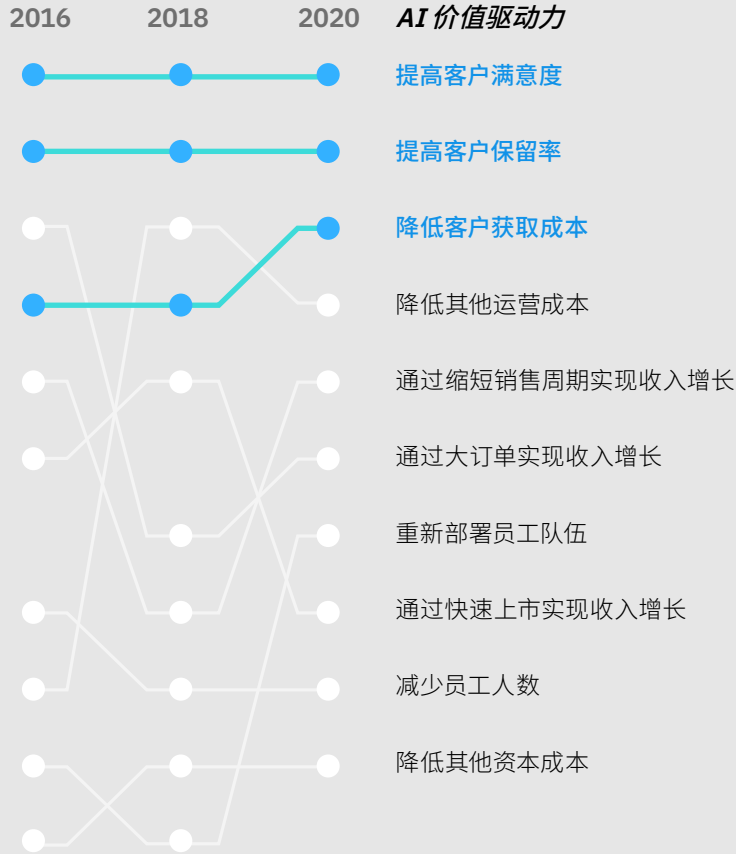 2016 2018 2020 AI 价值驱动力
提高客户满意度
提高客户保留率
降低客户获取成本
降低其他运营成本
通过缩短销售周期实现收入增长
通过大订单实现收入增长
重新部署员工队伍
通过快速上市实现收入增长
减少员工人数
降低其他资本成本